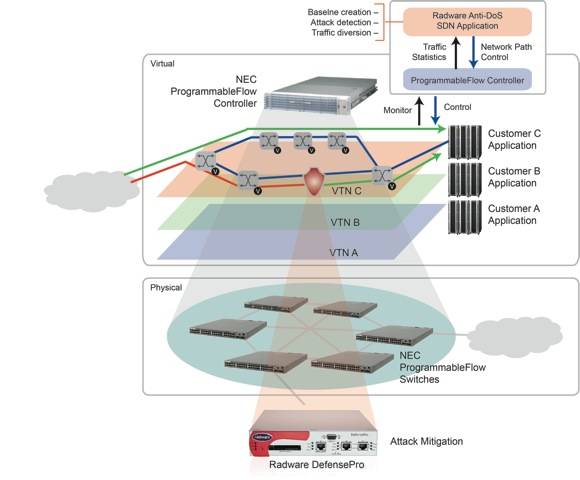 Baselne creation
Attack detection
Traffic diversion
Radware Anti-DoS
SDN Application
Traffic
Statistics
Network Path
Control
ProgrammableFlow Controller
Virtual
NEC
ProgrammableFlow
Controller
Monitor
Control
Customer C
Application
Customer B
Application
Customer A
Application
V
V
V
V
V
V
VTN C
VTN B
VTN A
Physical
NEC
ProgrammableFlow
Switches
radware
DefensePro
Attack Mitigation
Radware DefensePro